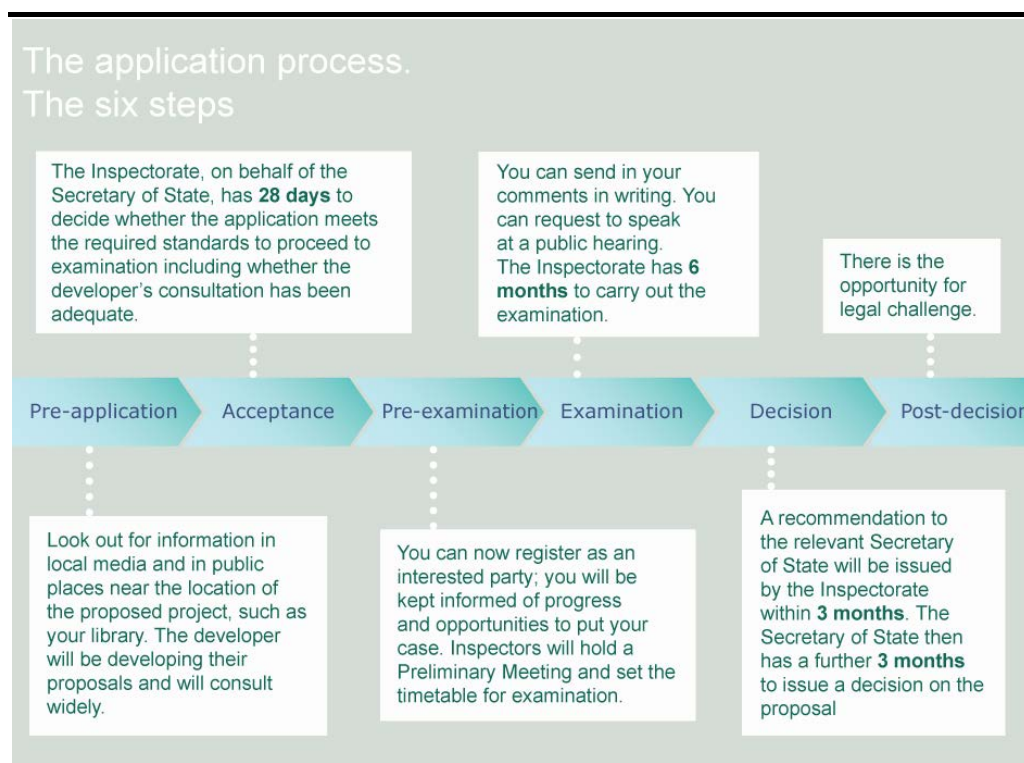 The application process.
The six steps
The Inspectorate, on behalf of the
Secretary of State, has 28 days to
decide whether the application meets
the required standards to proceed to
examination including whether the
developer's consultation has been
adequate.
You can send in your
comments in writing. You
can request to speak
at a public hearing.
The Inspectorate has 6
months to carry out the
examination.
There is the
opportunity for
legal challenge.
Pre-application
Acceptance
Pre-examination
Examination
Decision
Post-decision
Look out for information in
local media and in public
places near the location of
the proposed project, such as
your library. The developer
will be developing their
proposals and will consult
widely.
You can now register as an
interested party; you will be
kept informed of progress
and opportunities to put your
case. Inspectors will hold a
Preliminary Meeting and set the
timetable for examination.
A recommendation to
the relevant Secretary
of State will be issued
by the Inspectorate
within 3 months. The
Secretary of State then
has a further 3 months
to issue a decision on the
proposal